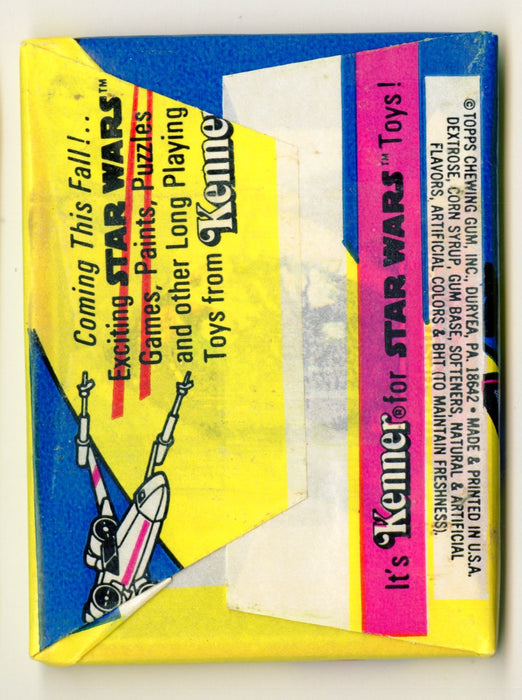 Coming This Fall!..
Exciting STAR WARS™
Games, Paints, Puzzles
and other Long Playing
Toys from Kenner
It's Kenner® for STAR WARS™ Toys!
© TOPPS CHEWING GUM, INC., DURYEA, PA. 18642 • MADE & PRINTED IN U.S.A.
DEXTROSE, CORN SYRUP, GUM BASE, SOFTENERS, NATURAL & ARTIFICIAL
FLAVORS, ARTIFICIAL COLORS & BHT (TO MAINTAIN FRESHNESS).